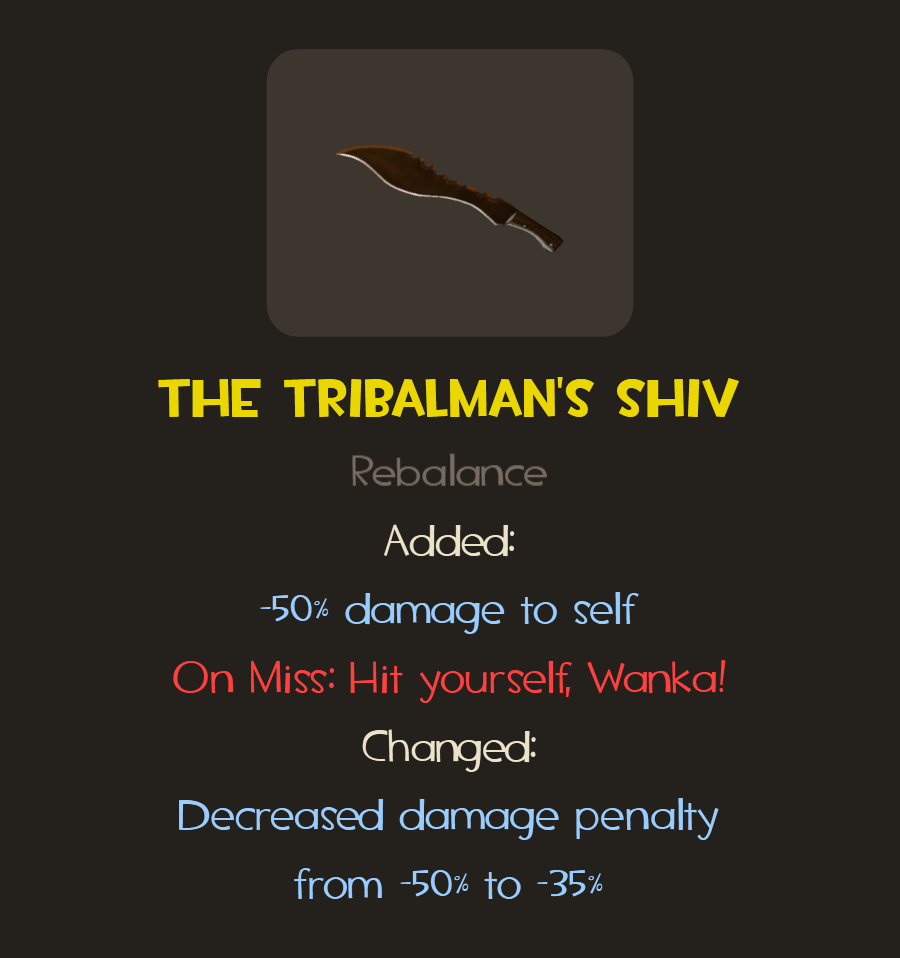 THE TRIBALMAN'S SHIV
Rebalance
Added:
-50% damage to self
On Miss: Hit yourself, Wanka!
Changed:
Decreased damage penalty
from -50% to -35%